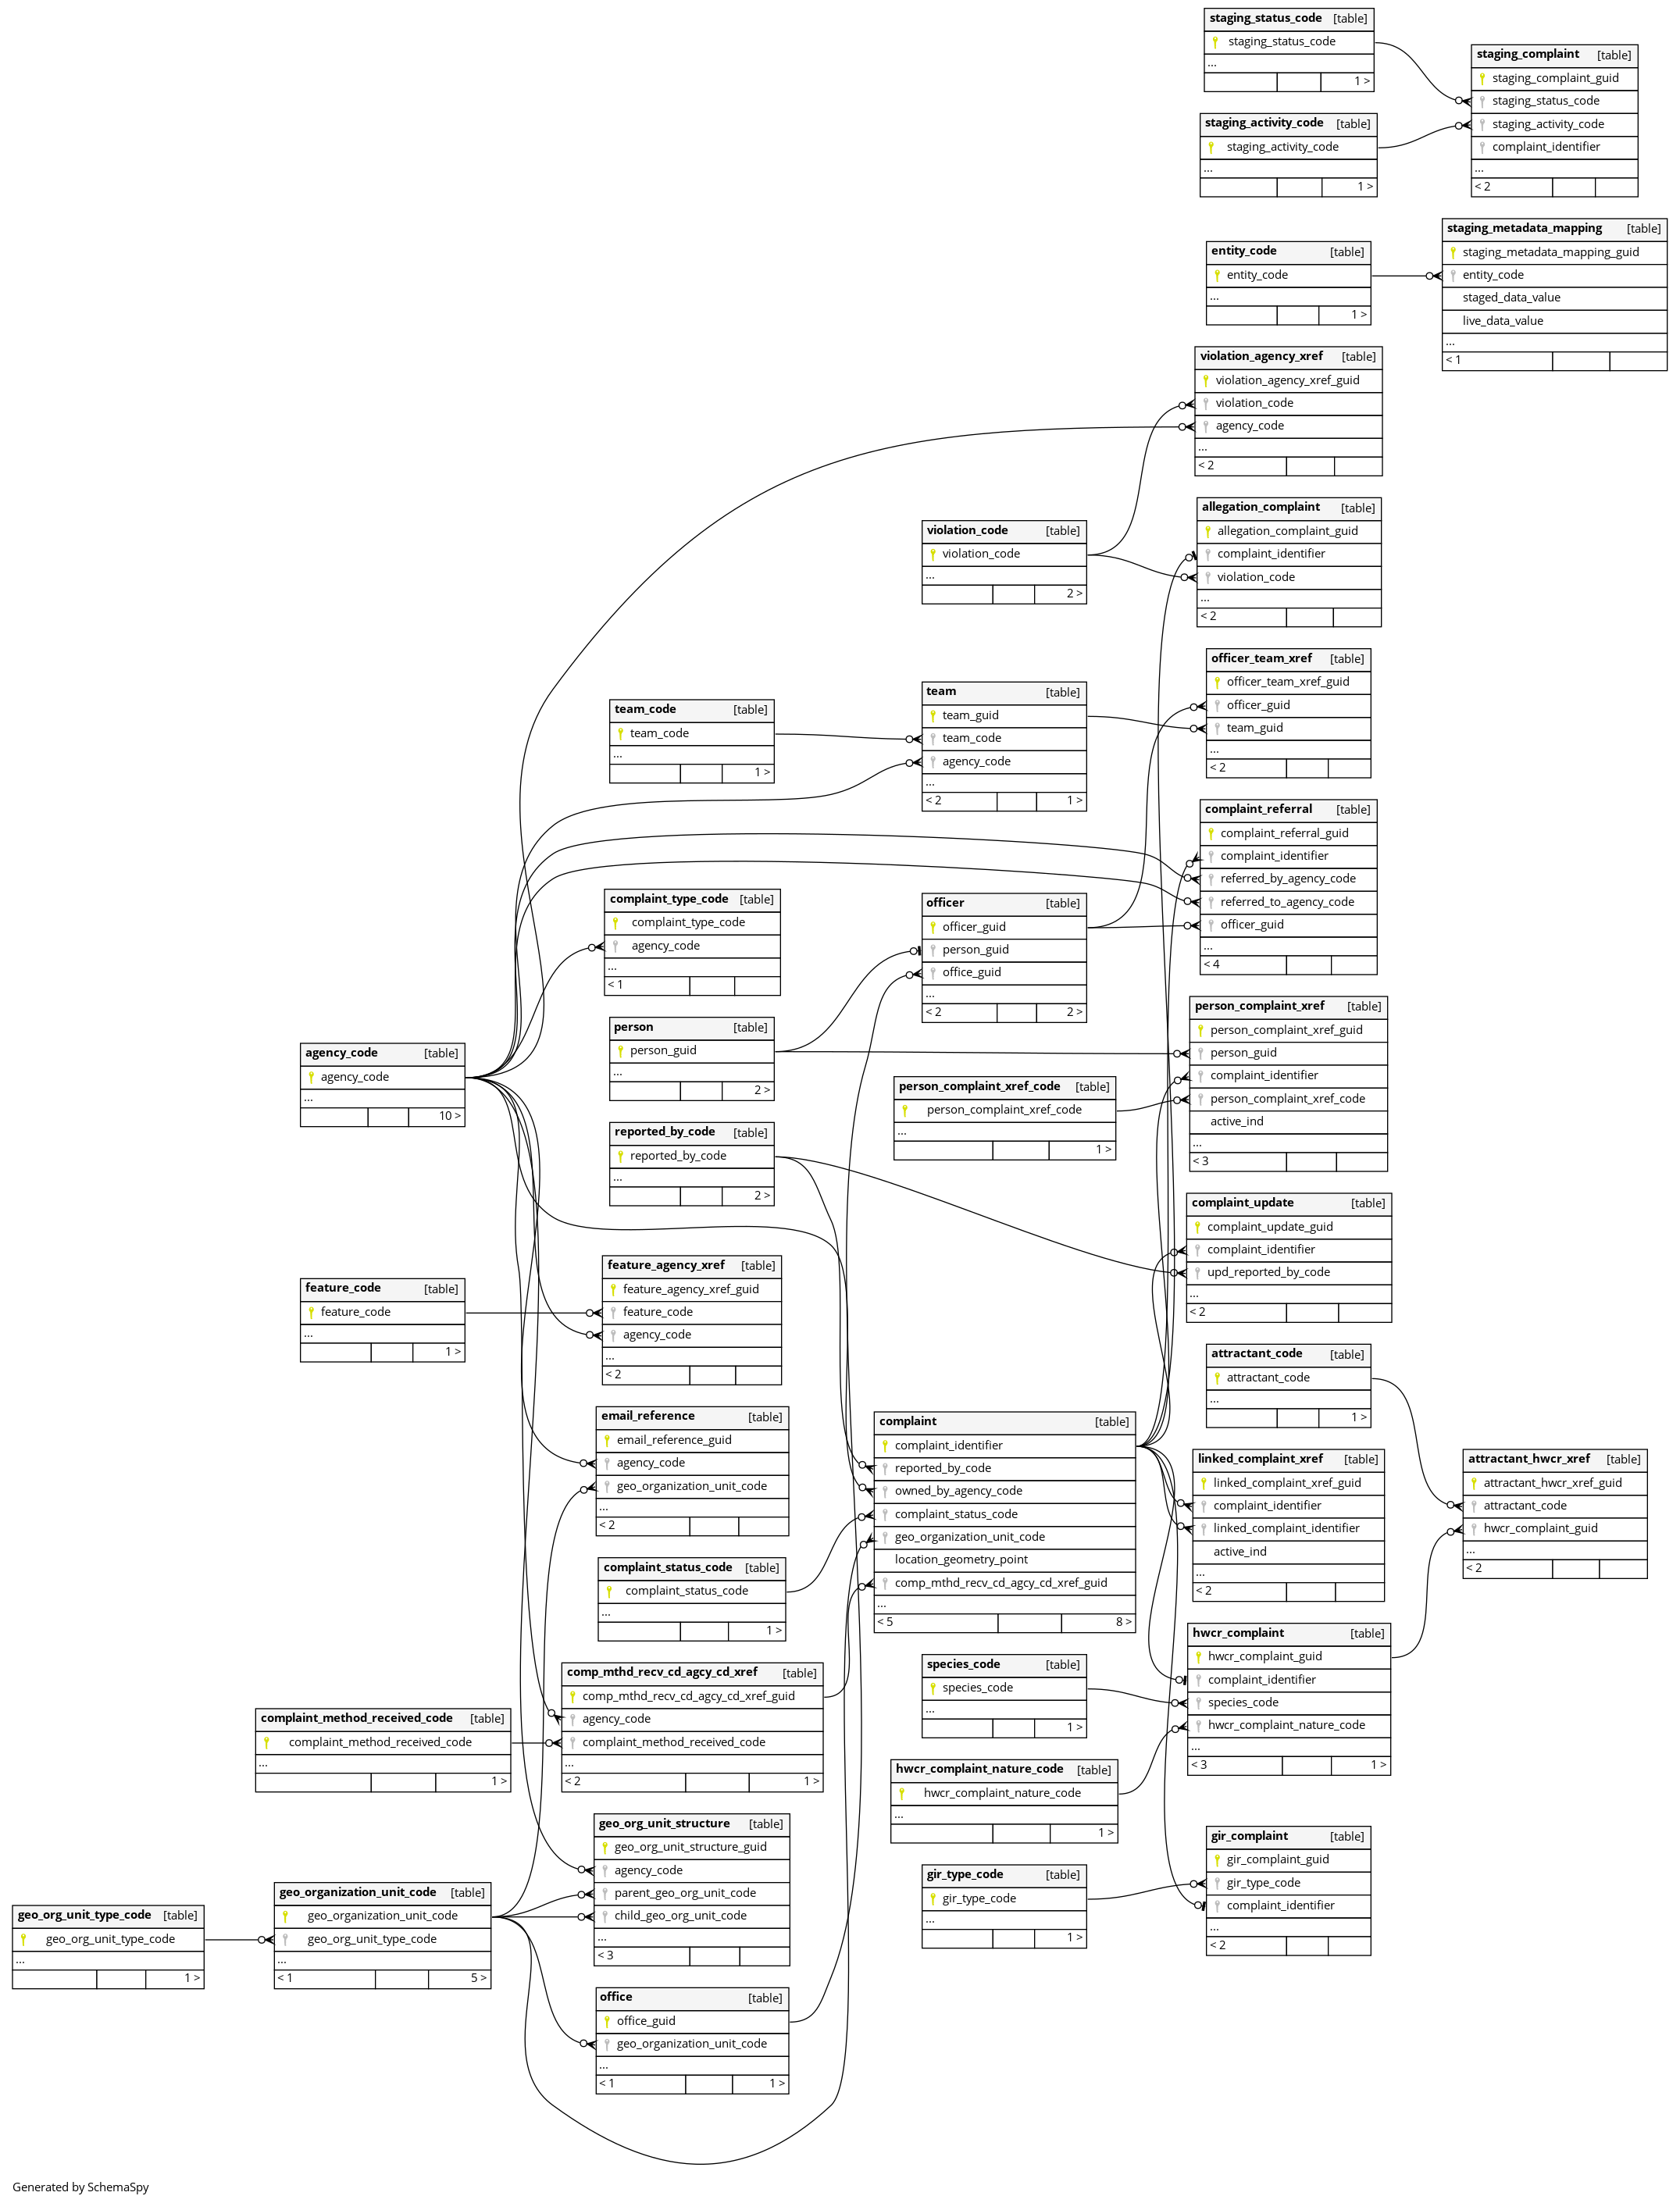 staging_status_code [table]
staging_status_code
...
1 >
staging_complaint [table]
staging_complaint_guid
staging_status_code
staging_activity_code
complaint_identifier
...
< 2
staging_activity_code [table]
staging_activity_code
...
1 >
staging_metadata_mapping [table]
staging_metadata_mapping_guid
entity_code
staged_data_value
live_data_value
...
< 1
entity_code [table]
entity_code
...
1 >
violation_agency_xref [table]
violation_agency_xref_guid
violation_code
agency_code
...
< 2
allegation_complaint [table]
allegation_complaint_guid
complaint_identifier
violation_code
...
< 2
violation_code [table]
violation_code
...
2 >
officer_team_xref [table]
officer_team_xref_guid
officer_guid
team_guid
...
< 2
team [table]
team_guid
team_code
agency_code
...
< 2 1 >
team_code [table]
team_code
...
1 >
complaint_referral [table]
complaint_referral_guid
complaint_identifier
referred_by_agency_code
referred_to_agency_code
officer_guid
...
< 4
complaint_type_code [table]
complaint_type_code
agency_code
...
< 1
officer [table]
officer_guid
person_guid
office_guid
...
< 2 2 >
person_complaint_xref [table]
person_complaint_xref_guid
person_guid
complaint_identifier
person_complaint_xref_code
active_ind
...
< 3
person [table]
person_guid
...
2 >
agency_code [table]
agency_code
...
10 >
person_complaint_xref_code [table]
person_complaint_xref_code
...
1 >
reported_by_code [table]
reported_by_code
...
2 >
complaint_update [table]
complaint_update_guid
complaint_identifier
upd_reported_by_code
...
< 2
feature_agency_xref [table]
feature_agency_xref_guid
feature_code
agency_code
...
< 2
feature_code [table]
feature_code
...
1 >
attractant_code [table]
attractant_code
...
1 >
email_reference [table]
email_reference_guid
agency_code
geo_organization_unit_code
...
< 2
complaint [table]
complaint_identifier
reported_by_code
owned_by_agency_code
complaint_status_code
geo_organization_unit_code
location_geometry_point
comp_mthd_recv_cd_agcy_cd_xref_guid
...
< 5 8 >
linked_complaint_xref [table]
linked_complaint_xref_guid
complaint_identifier
linked_complaint_identifier
active_ind
...
< 2
attractant_hwcr_xref [table]
attractant_hwcr_xref_guid
attractant_code
hwcr_complaint_guid
...
< 2
complaint_status_code [table]
complaint_status_code
...
1 >
hwcr_complaint [table]
hwcr_complaint_guid
complaint_identifier
species_code
hwcr_complaint_nature_code
...
< 3 1 >
species_code [table]
species_code
...
1 >
comp_mthd_recv_cd_agcy_cd_xref [table]
comp_mthd_recv_cd_agcy_cd_xref_guid
agency_code
complaint_method_received_code
...
< 2 1 >
complaint_method_received_code [table]
complaint_method_received_code
...
1 >
hwcr_complaint_nature_code [table]
hwcr_complaint_nature_code
...
1 >
geo_org_unit_structure [table]
geo_org_unit_structure_guid
agency_code
parent_geo_org_unit_code
child_geo_org_unit_code
...
< 3
gir_complaint [table]
gir_complaint_guid
gir_type_code
complaint_identifier
...
< 2
gir_type_code [table]
gir_type_code
...
1 >
geo_organization_unit_code [table]
geo_organization_unit_code
geo_org_unit_type_code
...
< 1 5 >
geo_org_unit_type_code [table]
geo_org_unit_type_code
...
1 >
office [table]
office_guid
geo_organization_unit_code
...
< 1 1 >
Generated by SchemaSpy